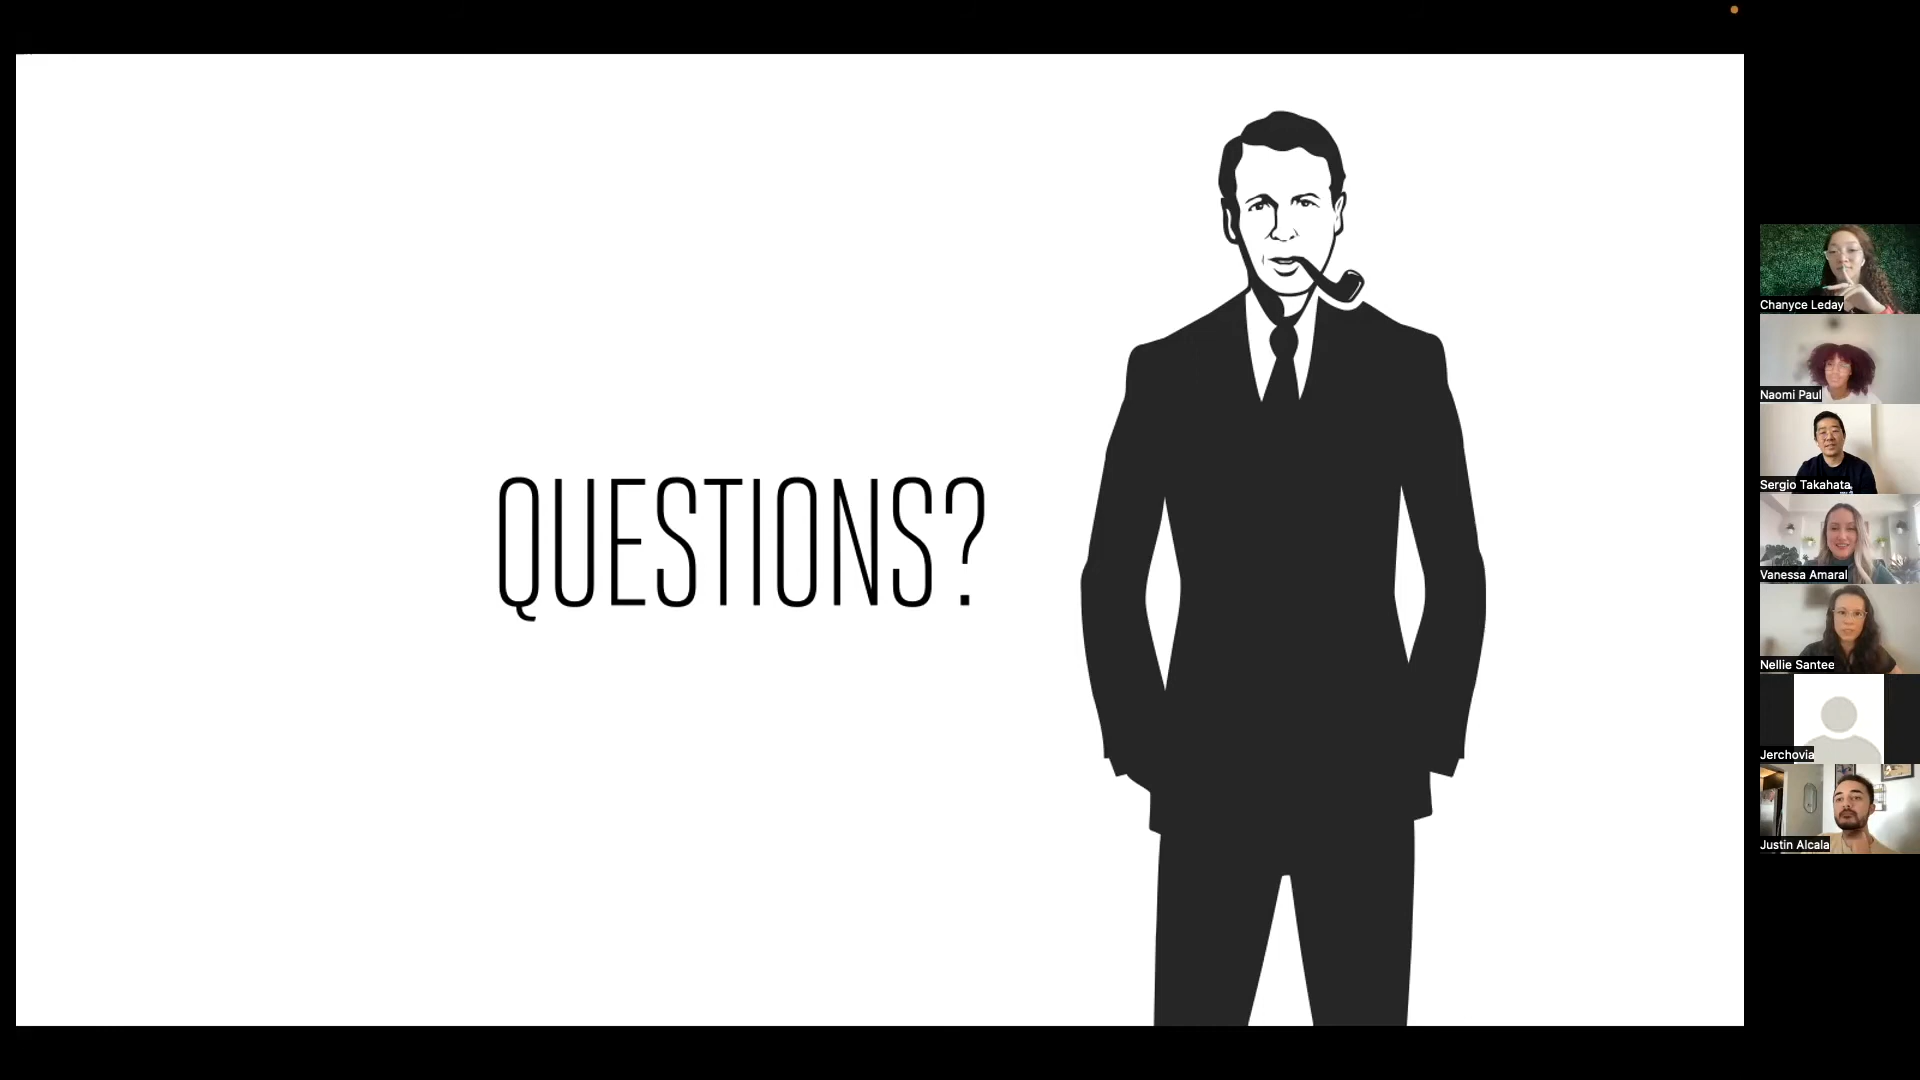 QUESTIONS?
Chanyce Leday
Naomi Paul
Sergio Takahata
Vanessa Amaral
Nellie Santee
Jerchovia
Justin Alcala